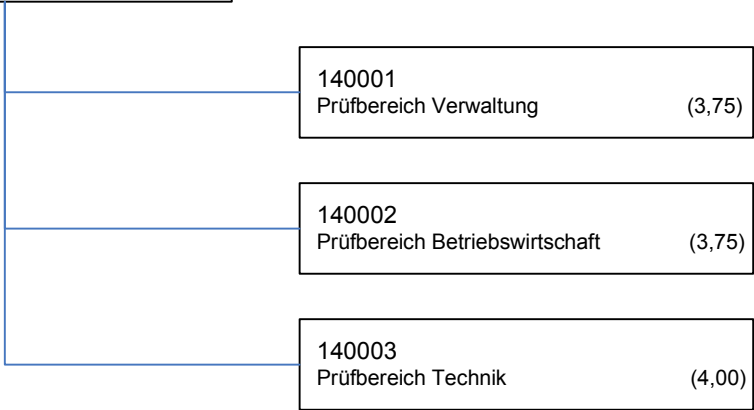 140001
Prüfbereich Verwaltung (3,75)
140002
Prüfbereich Betriebswirtschaft (3,75)
140003
Prüfbereich Technik (4,00)